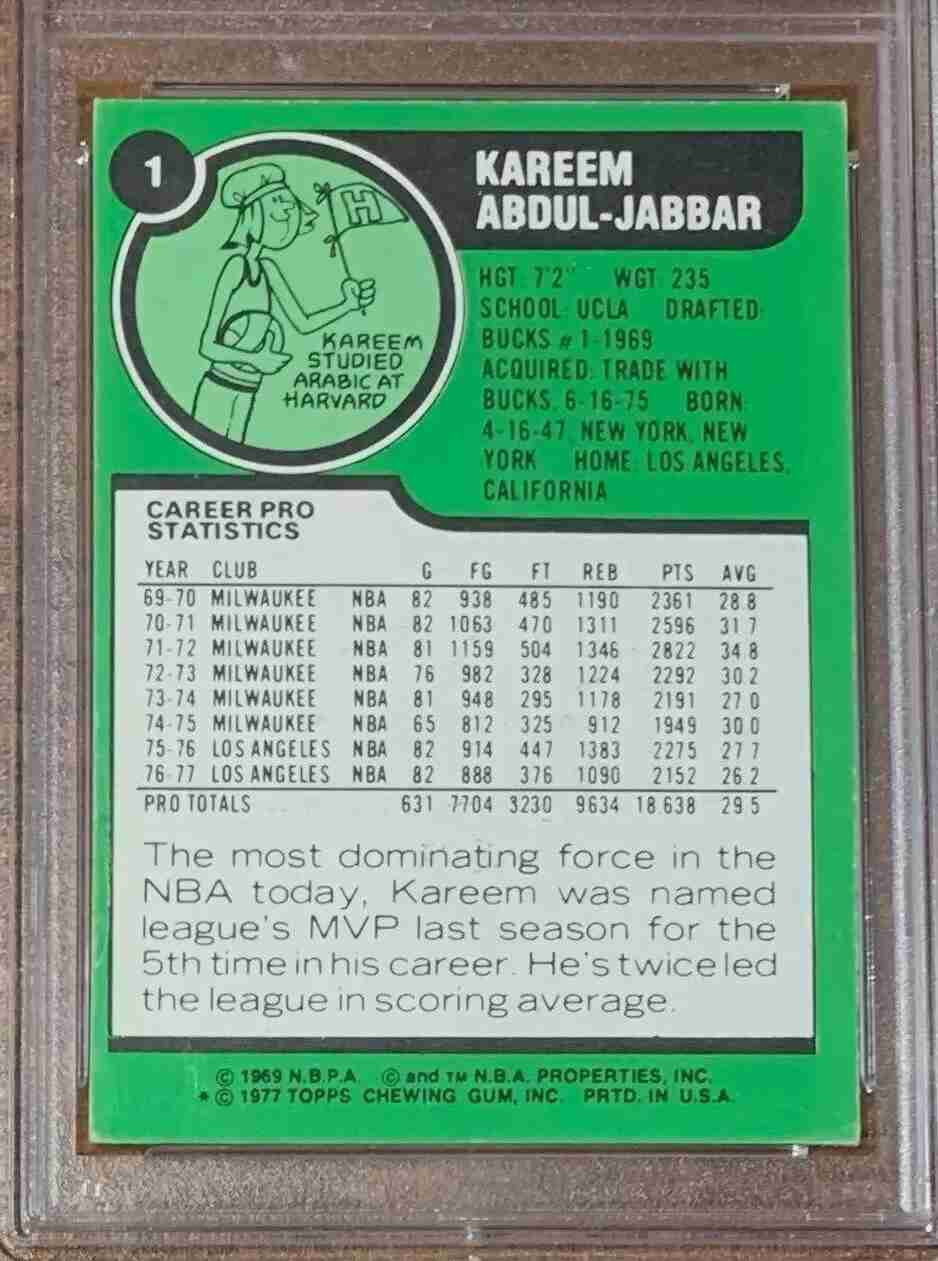 1
KAREEM
ABDUL-JABBAR
H
KAREEM
STUDIED
ARABIC AT
HARVARD
HGT: 7'2" WGT: 235
SCHOOL: UCLA DRAFTED:
BUCKS #1-1969
ACQUIRED: TRADE WITH
BUCKS, 6-16-75 BORN:
4-16-47, NEW YORK, NEW
YORK HOME: LOS ANGELES,
CALIFORNIA
CAREER PRO
STATISTICS
YEAR CLUB G FG FT REB PTS AVG
69-70 MILWAUKEE NBA 82 938 485 1190 2361 28.8
70-71 MILWAUKEE NBA 82 1063 470 1311 2596 31.7
71-72 MILWAUKEE NBA 81 1159 504 1346 2822 34.8
72-73 MILWAUKEE NBA 76 982 328 1224 2292 30.2
73-74 MILWAUKEE NBA 81 948 295 1178 2191 27.0
74-75 MILWAUKEE NBA 65 812 325 912 1949 30.0
75-76 LOS ANGELES NBA 82 914 447 1383 2275 27.7
76-77 LOS ANGELES NBA 82 888 376 1090 2152 26.2
PRO TOTALS 631 7704 3230 9634 18,638 29.5
The most dominating force in the
NBA today, Kareem was named
league's MVP last season for the
5th time in his career. He's twice led
the league in scoring average.
© 1969 N.B.P.A. © and TM N.B.A. PROPERTIES, INC.
* © 1977 TOPPS CHEWING GUM, INC. PRTD. IN U.S.A.